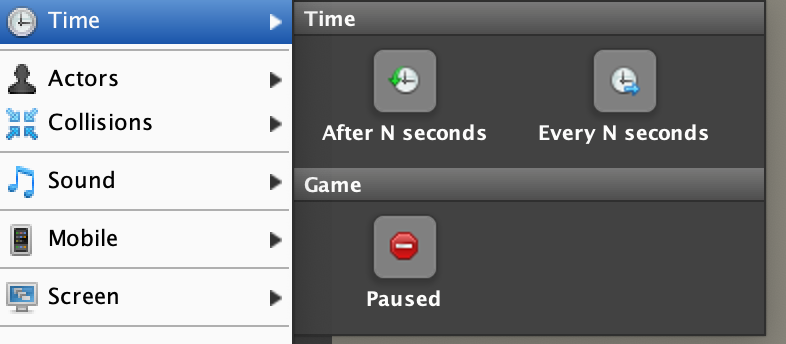 Time
Actors
Collisions
Sound
Mobile
Screen
Time
After N seconds
Every N seconds
Game
Paused